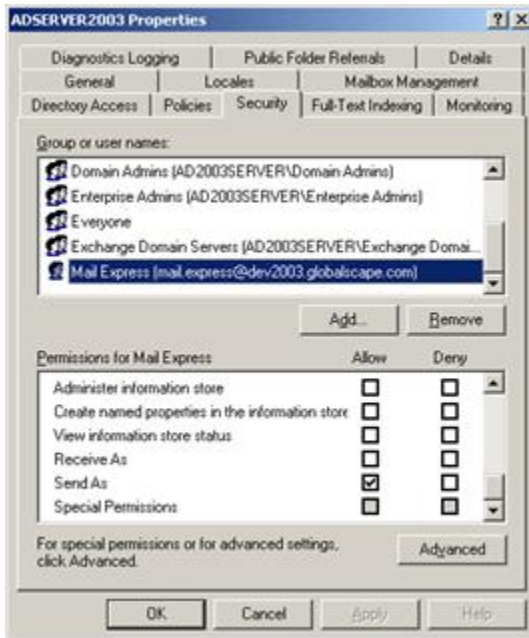 ADSERVER2003 Properties
Diagnostics Logging Public Folder Referrals Details
General Locales Mailbox Management
Directory Access Policies Security Full-Text Indexing Monitoring
Group or user names:
Domain Admins (AD2003SERVER\Domain Admins)
Enterprise Admins (AD2003SERVER\Enterprise Admins)
Everyone
Exchange Domain Servers (AD2003SERVER\Exchange Domai...
Mail Express (mail.express@dev2003.globalscape.com)
Add... Remove
Permissions for Mail Express Allow Deny
Administer information store
Create named properties in the information store
View information store status
Receive As
Send As
Special Permissions
For special permissions or for advanced settings,
click Advanced.
Advanced
OK Cancel Apply Help